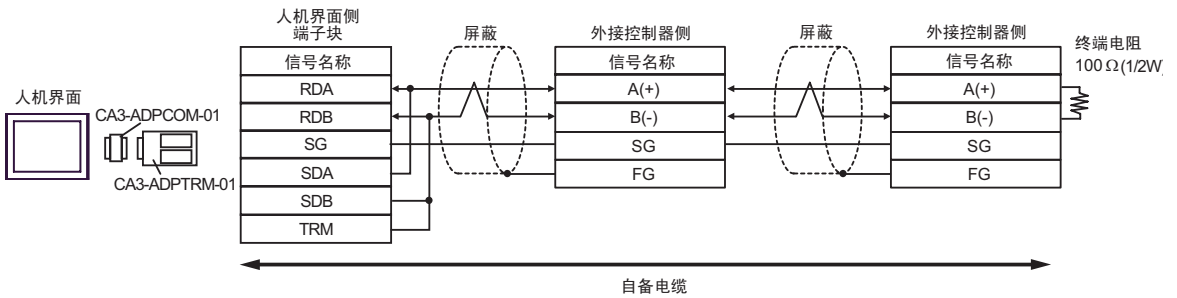 人机界面
CA3-ADPCOM-01
CA3-ADPTRM-01
人机界面侧
端子块
信号名称
RDA
RDB
SG
SDA
SDB
TRM
屏蔽
外接控制器侧
信号名称
A(+)
B(-)
SG
FG
屏蔽
外接控制器侧
信号名称
A(+)
B(-)
SG
FG
终端电阻
100Ω(1/2W)
自备电缆